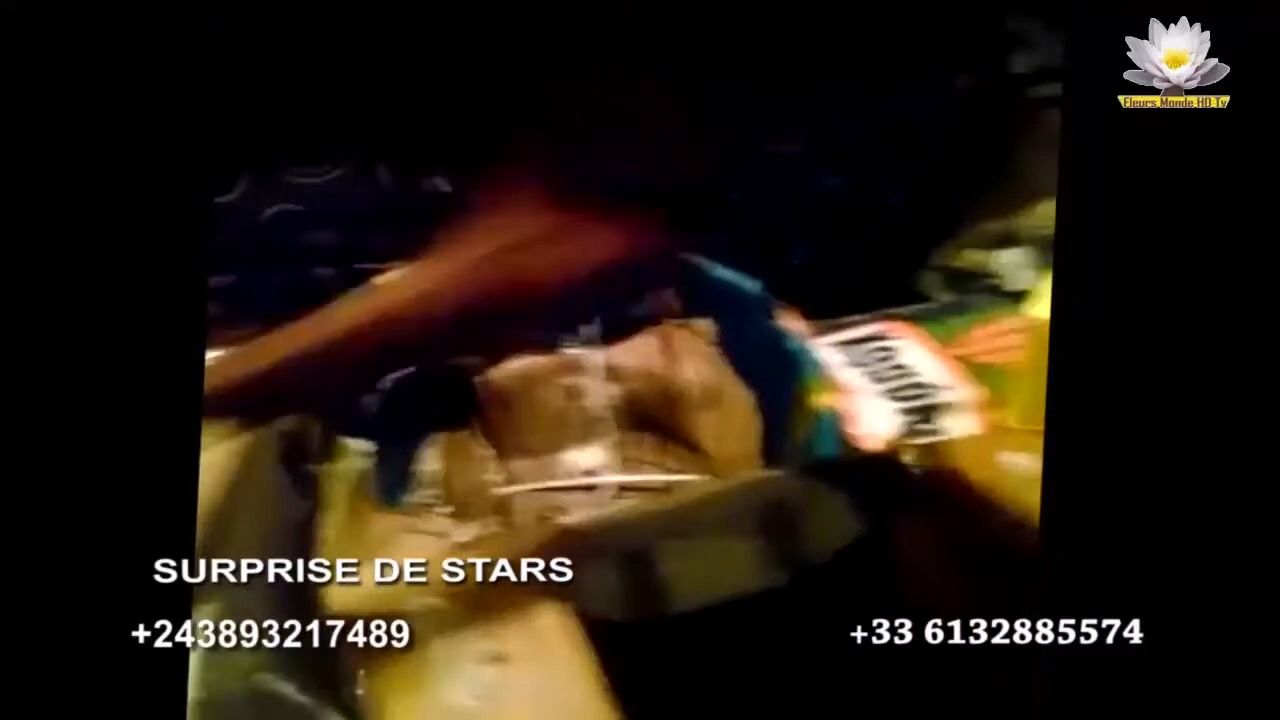 Fleurs Monde HD Tv
SURPRISE DE STARS
+243893217489
+33 6132885574